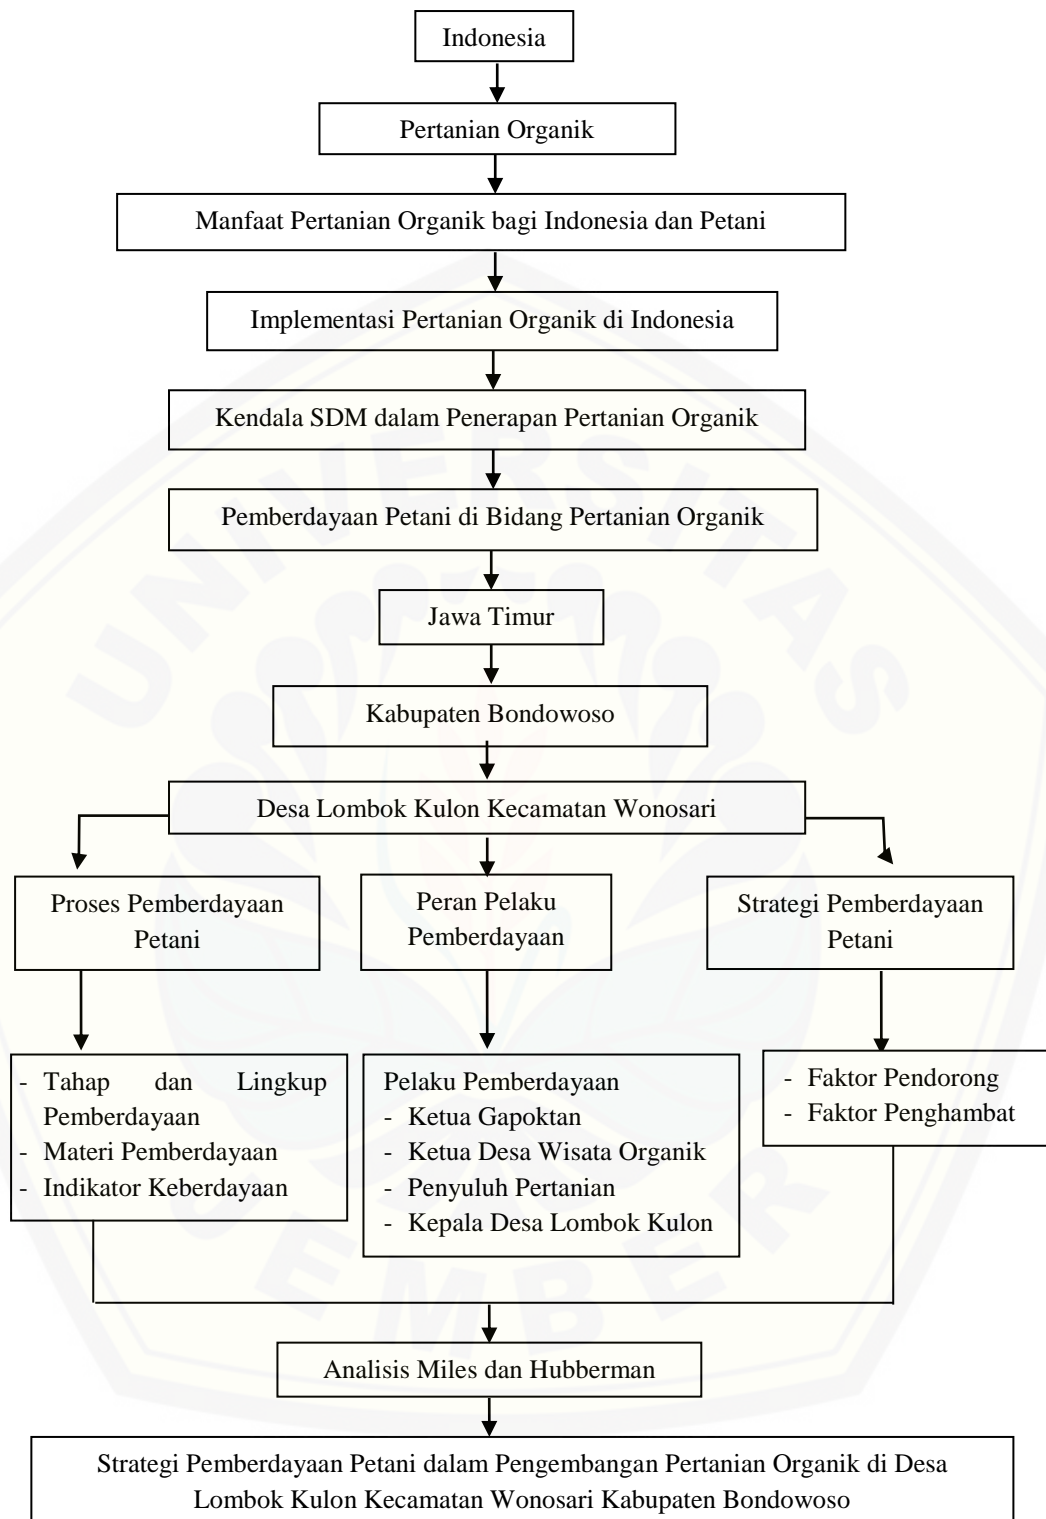 Indonesia
Pertanian Organik
Manfaat Pertanian Organik bagi Indonesia dan Petani
Implementasi Pertanian Organik di Indonesia
Kendala SDM dalam Penerapan Pertanian Organik
Pemberdayaan Petani di Bidang Pertanian Organik
Jawa Timur
Kabupaten Bondowoso
Desa Lombok Kulon Kecamatan Wonosari
Proses Pemberdayaan
Petani
Peran Pelaku
Pemberdayaan
Strategi Pemberdayaan
Petani
- Tahap dan Lingkup
Pemberdayaan
- Materi Pemberdayaan
- Indikator Keberdayaan
Pelaku Pemberdayaan
- Ketua Gapoktan
- Ketua Desa Wisata Organik
- Penyuluh Pertanian
- Kepala Desa Lombok Kulon
- Faktor Pendorong
- Faktor Penghambat
Analisis Miles dan Hubberman
Strategi Pemberdayaan Petani dalam Pengembangan Pertanian Organik di Desa
Lombok Kulon Kecamatan Wonosari Kabupaten Bondowoso
UNIVERSITAS
JEMBER